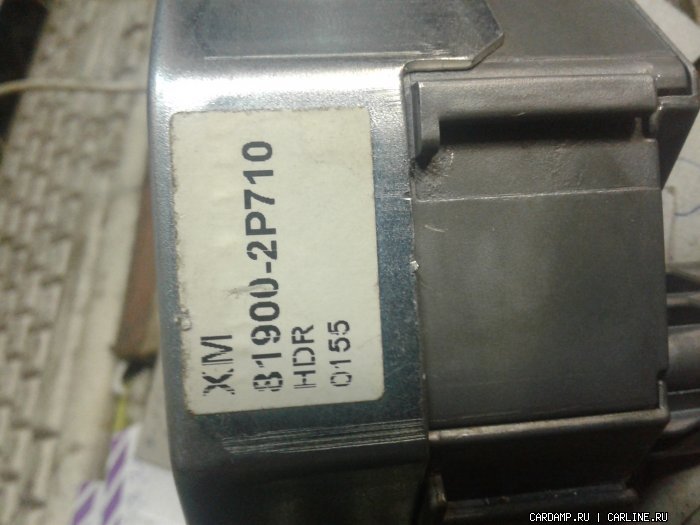 XM
81900-2P710
HDR
0155
CARDAMP.RU | CARLINE.RU